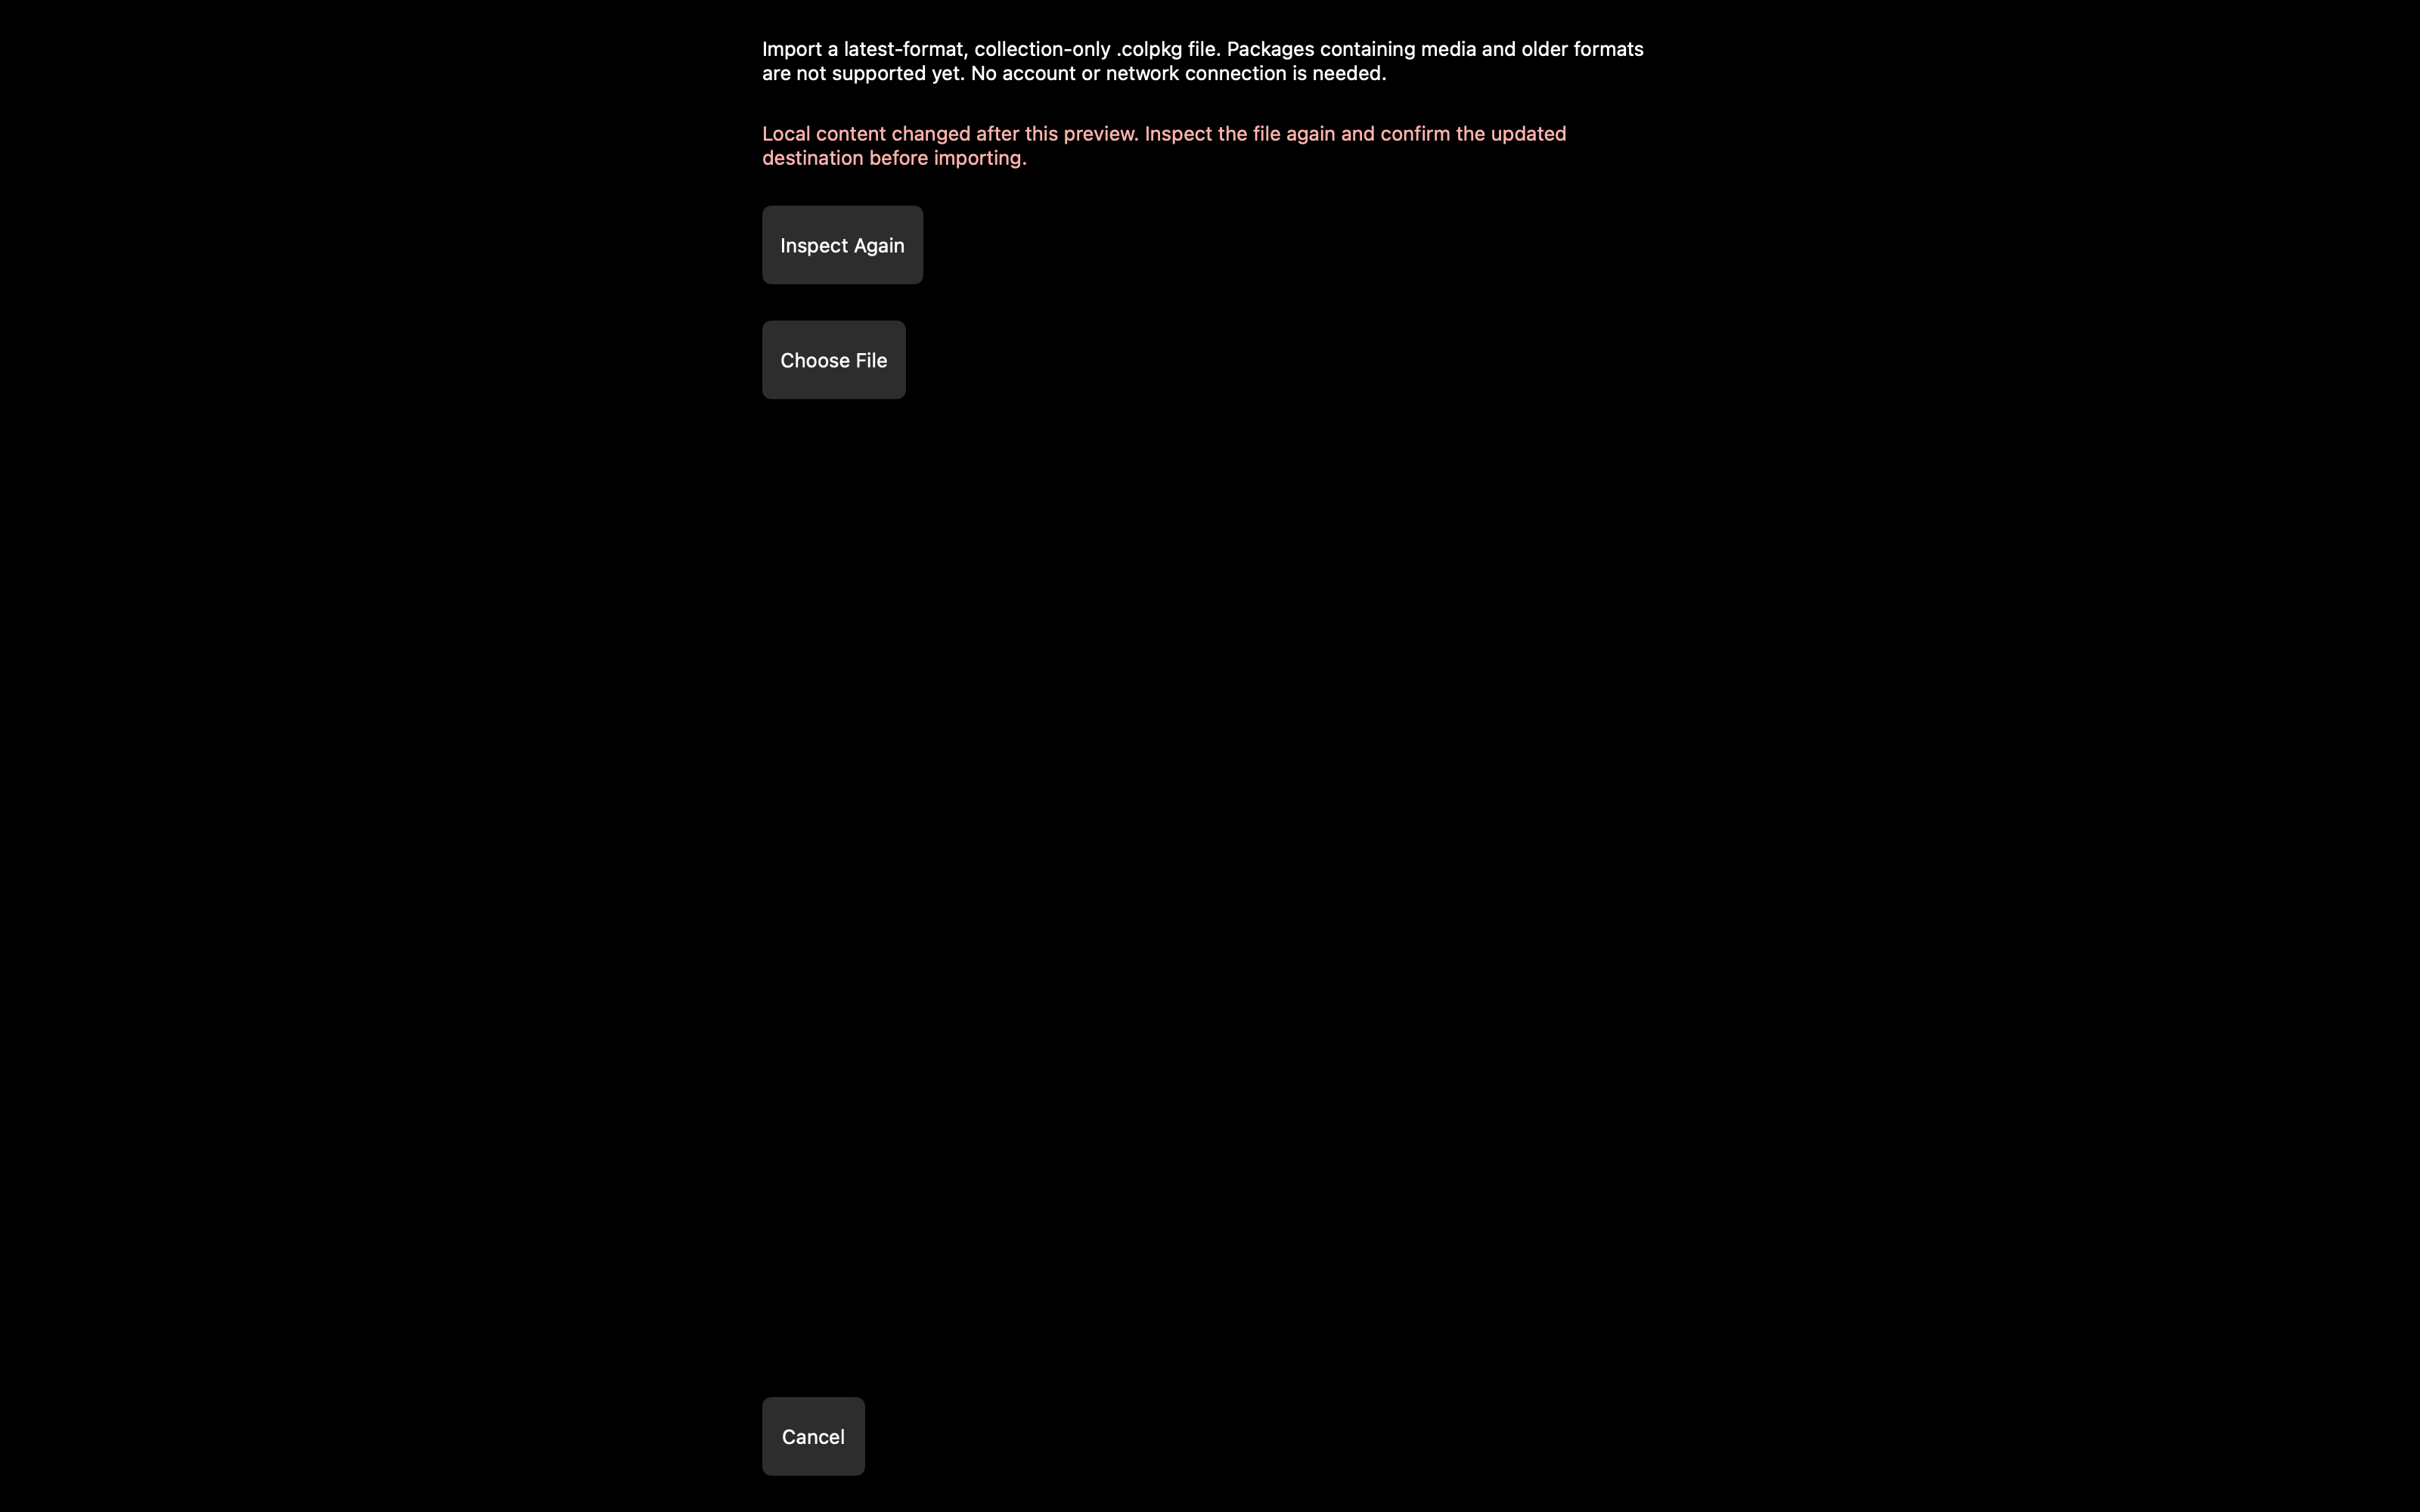 Import a latest-format, collection-only .colpkg file. Packages containing media and older formats
are not supported yet. No account or network connection is needed.
Local content changed after this preview. Inspect the file again and confirm the updated
destination before importing.
Inspect Again
Choose File
Cancel